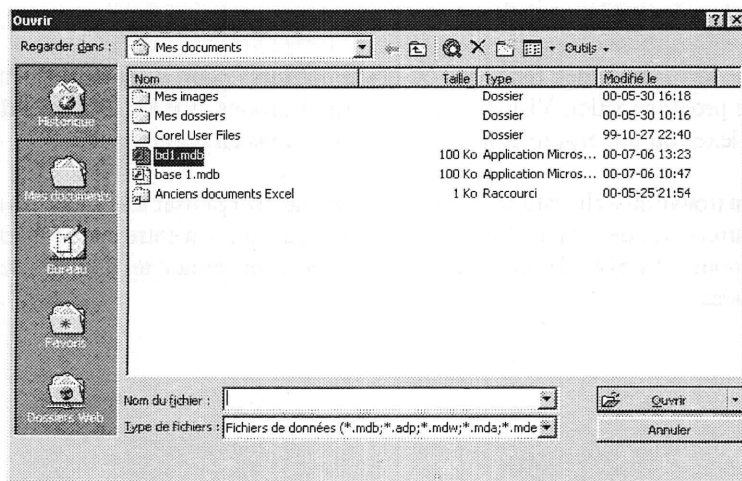 Ouvrir
Regarder dans : Mes documents Outils
Nom Taille Type Modifié le
Mes images Dossier 00-05-30 16:18
Mes dossiers Dossier 00-05-30 10:16
Corel User Files Dossier 99-10-27 22:40
bd1.mdb 100 Ko Application Micros... 00-07-06 13:23
base 1.mdb 100 Ko Application Micros... 00-07-06 10:47
Anciens documents Excel 1 Ko Raccourci 00-05-25 21:54
Historique
Mes documents
Bureau
Favoris
Dossiers Web
Nom du fichier : Ouvrir
Type de fichiers : Fichiers de données (*.mdb;*.adp;*.mdw;*.mda;*.mde Annuler